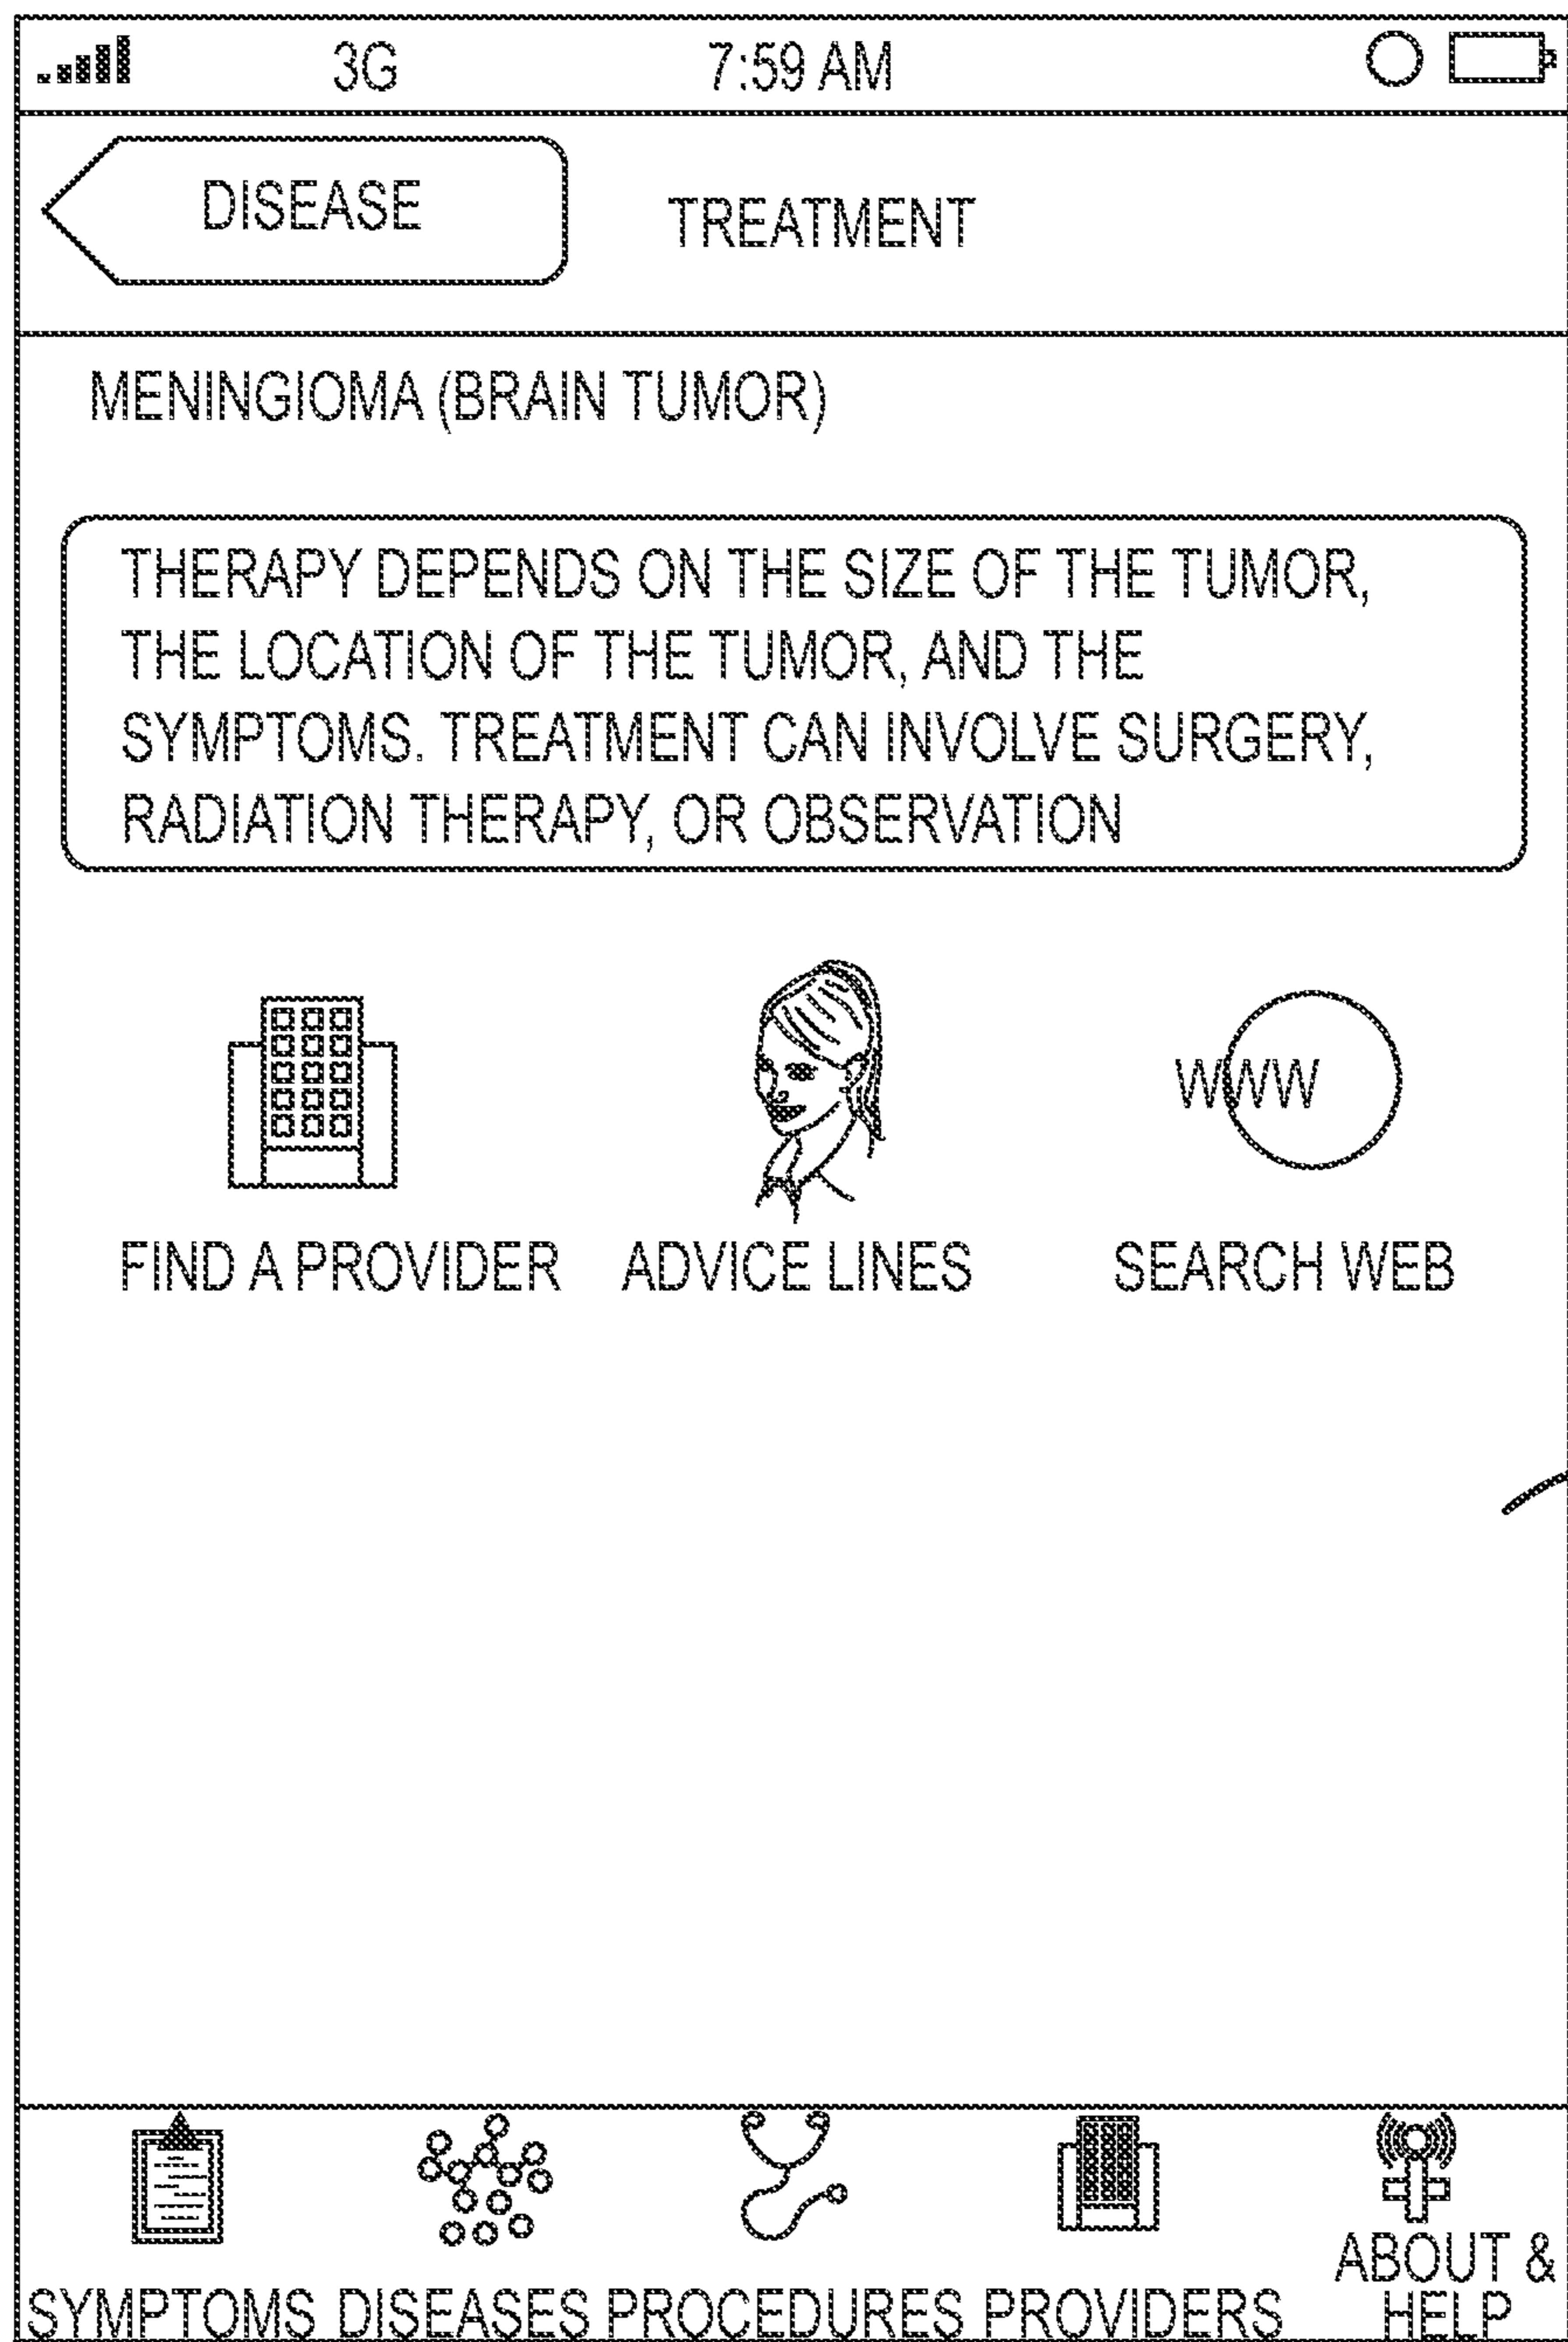 3G 7:59 AM
DISEASE
TREATMENT
MENINGIOMA (BRAIN TUMOR)
THERAPY DEPENDS ON THE SIZE OF THE TUMOR,
THE LOCATION OF THE TUMOR, AND THE
SYMPTOMS. TREATMENT CAN INVOLVE SURGERY,
RADIATION THERAPY, OR OBSERVATION
WWW
FIND A PROVIDER ADVICE LINES SEARCH WEB
SYMPTOMS DISEASES PROCEDURES PROVIDERS
ABOUT &
HELP